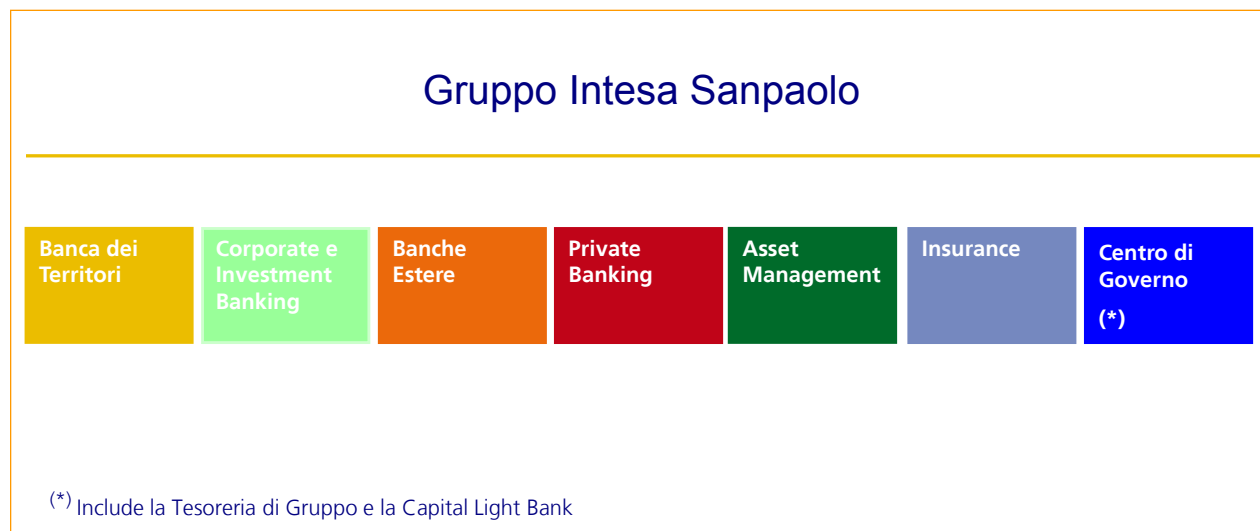 Gruppo Intesa Sanpaolo
Banca dei
Territori
Corporate e
Investment
Banking
Banche
Estere
Private
Banking
Asset
Management
Insurance
Centro di
Governo
(*)
(*) Include la Tesoreria di Gruppo e la Capital Light Bank